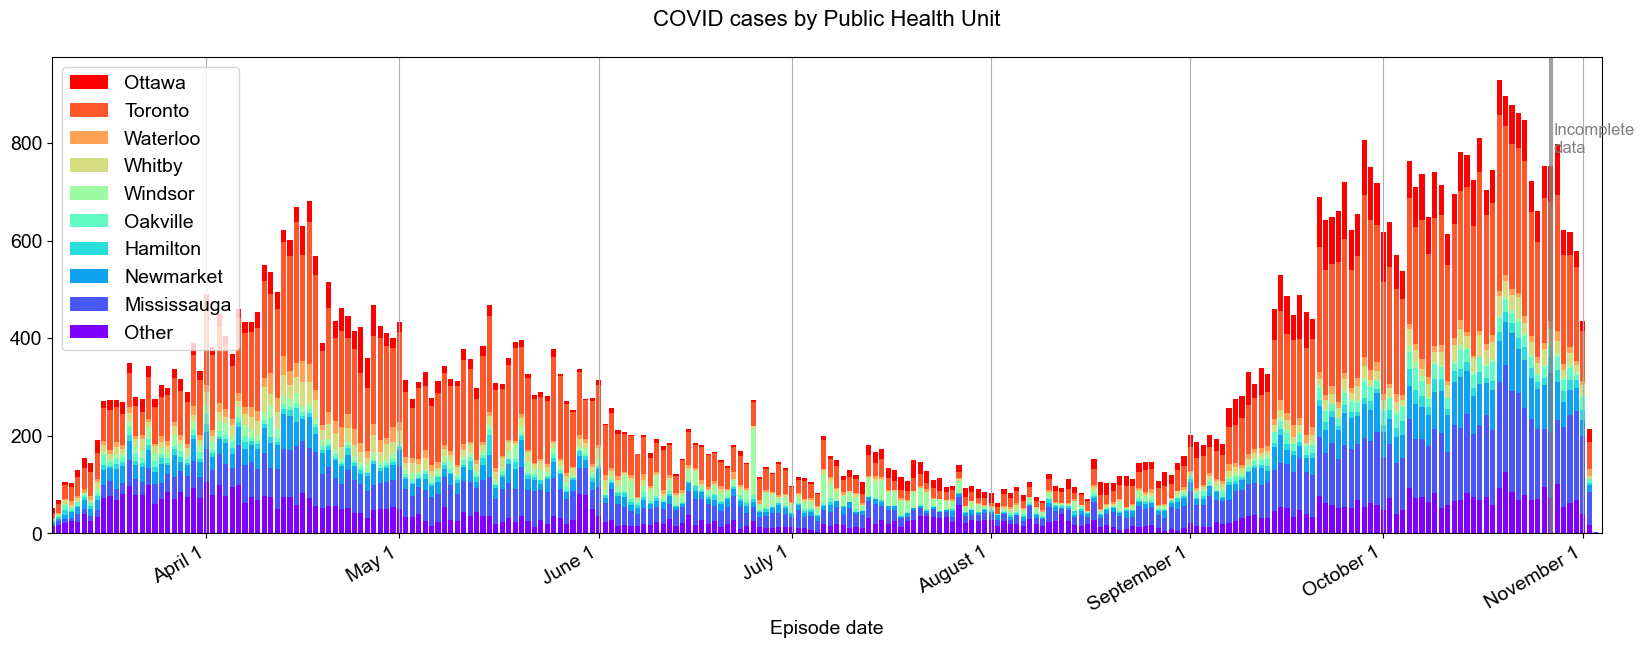 COVID cases by Public Health Unit
Ottawa
Toronto
Waterloo
Whitby
Windsor
Oakville
Hamilton
Newmarket
Mississauga
Other
800
600
400
200
0
Incomplete
data
April 1
May 1
June 1
July 1
August 1
September 1
October 1
November 1
Episode date